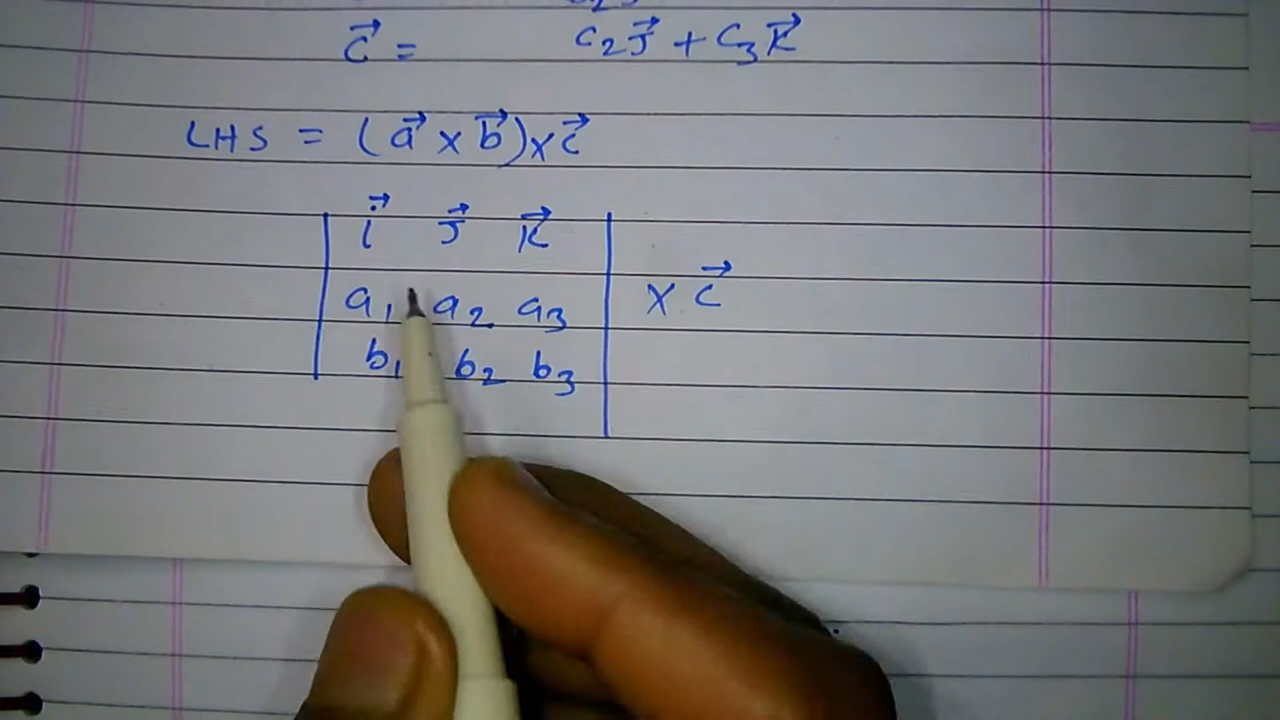 c⃗ = c₂j⃗ + c₃k⃗
LHS = (a⃗ × b⃗) × c⃗
i⃗ j⃗ k⃗
a₁ a₂ a₃ × c⃗
b₁ b₂ b₃